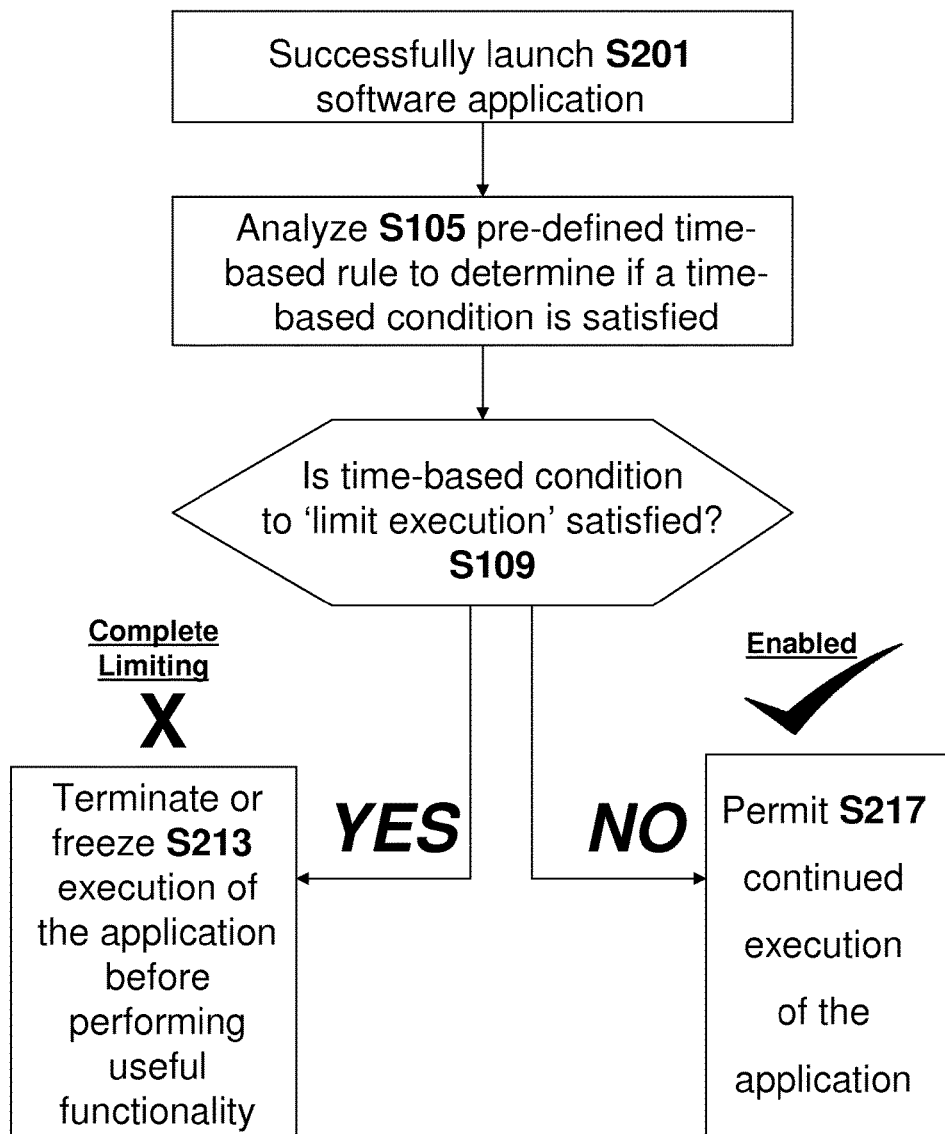 Successfully launch S201
software application
Analyze S105 pre-defined time-
based rule to determine if a time-
based condition is satisfied
Is time-based condition
to ‘limit execution’ satisfied?
S109
Complete
Limiting
X
Enabled
YES
NO
Terminate or
freeze S213
execution of
the application
before
performing
useful
functionality
Permit S217
continued
execution
of the
application